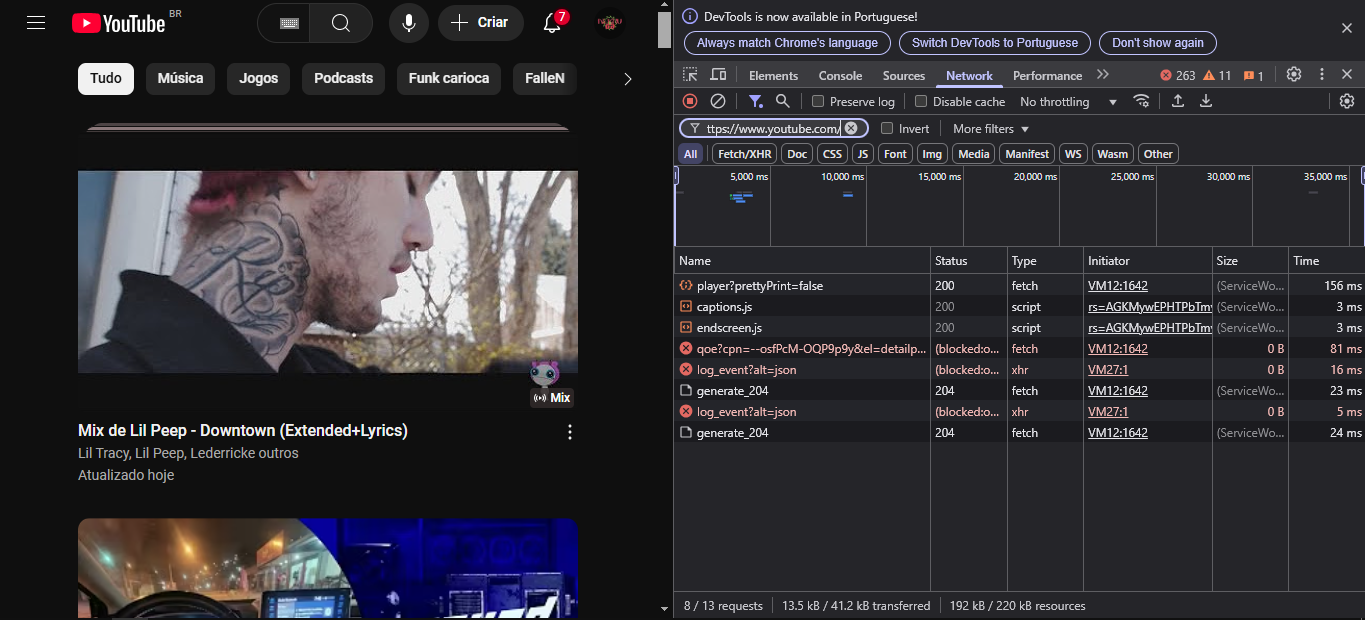 YouTube BR
Criar
7
Tudo
Música
Jogos
Podcasts
Funk carioca
FalleN
Mix
Mix de Lil Peep - Downtown (Extended+Lyrics)
Lil Tracy, Lil Peep, Lederricke outros
Atualizado hoje
DevTools is now available in Portuguese!
Always match Chrome's language
Switch DevTools to Portuguese
Don't show again
Elements Console Sources Network Performance 263 11 1
Preserve log Disable cache No throttling
ttps://www.youtube.com/ Invert More filters
All Fetch/XHR Doc CSS JS Font Img Media Manifest WS Wasm Other
5,000 ms 10,000 ms 15,000 ms 20,000 ms 25,000 ms 30,000 ms 35,000 ms
Name Status Type Initiator Size Time
player?prettyPrint=false 200 fetch VM12:1642 (ServiceWo... 156 ms
captions.js 200 script rs=AGKMywEPHTPbTm (ServiceWo... 3 ms
endscreen.js 200 script rs=AGKMywEPHTPbTm (ServiceWo... 3 ms
qoe?cpn=--osfPcM-OQP9p9y&el=detailp... (blocked:o... fetch VM12:1642 0 B 81 ms
log_event?alt=json (blocked:o... xhr VM27:1 0 B 16 ms
generate_204 204 fetch VM12:1642 (ServiceWo... 23 ms
log_event?alt=json (blocked:o... xhr VM27:1 0 B 5 ms
generate_204 204 fetch VM12:1642 (ServiceWo... 24 ms
8 / 13 requests 13.5 kB / 41.2 kB transferred 192 kB / 220 kB resources